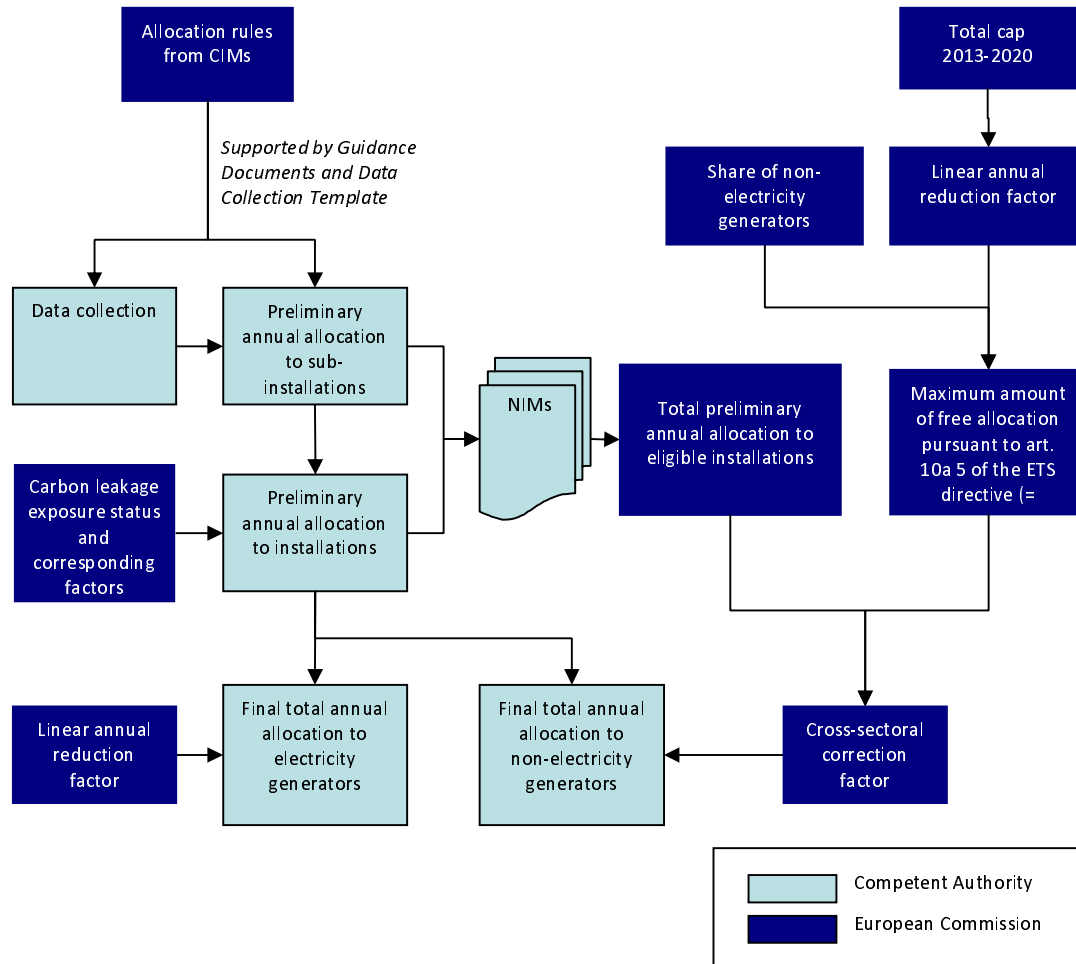 Allocation rules
from CIMs
Total cap
2013-2020
Supported by Guidance
Documents and Data
Collection Template
Share of non-
electricity
generators
Linear annual
reduction factor
Data collection
Preliminary
annual allocation
to sub-
installations
NIMs
Total preliminary
annual allocation to
eligible installations
Maximum amount
of free allocation
pursuant to art.
10a 5 of the ETS
directive (=
Carbon leakage
exposure status
and
corresponding
factors
Preliminary
annual allocation
to installations
Linear annual
reduction
factor
Final total annual
allocation to
electricity
generators
Final total annual
allocation to
non-electricity
generators
Cross-sectoral
correction
factor
Competent Authority
European Commission